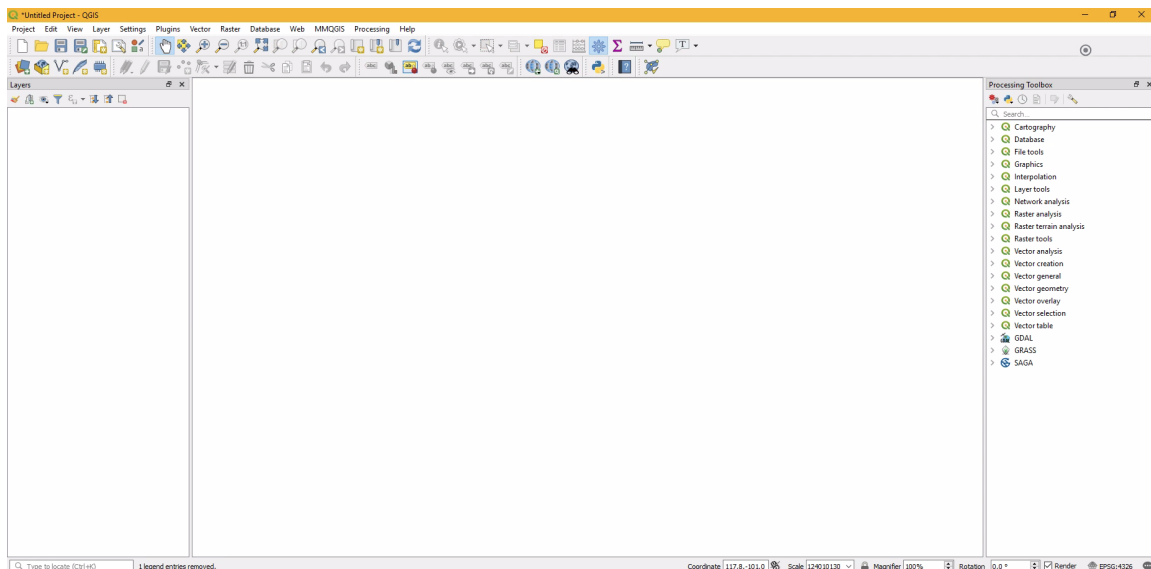 *Untitled Project - QGIS
Project Edit View Layer Settings Plugins Vector Raster Database Web MMQGIS Processing Help
Layers
Processing Toolbox
Search...
Cartography
Database
File tools
Graphics
Interpolation
Layer tools
Network analysis
Raster analysis
Raster terrain analysis
Raster tools
Vector analysis
Vector creation
Vector general
Vector geometry
Vector overlay
Vector selection
Vector table
GDAL
GRASS
SAGA
Type to locate (Ctrl+K) 1 legend entries removed. Coordinate 117.8,-101.0 Scale 124010130 Magnifier 100% Rotation 0.0 ° Render EPSG:4326